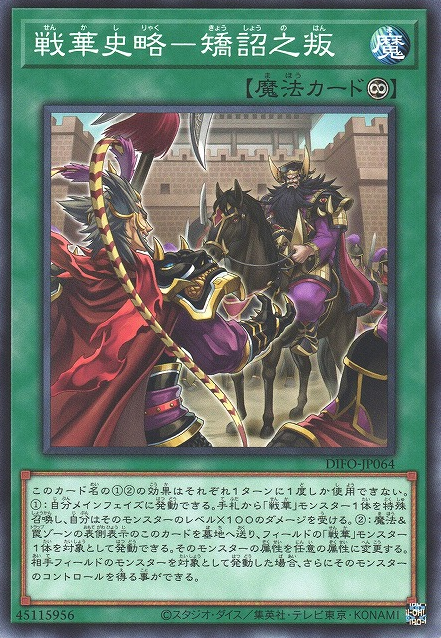 戦華史略－矯詔之叛
魔
【魔法カード∞】
DIFO-JP064
このカード名の①②の効果はそれぞれ1ターンに1度しか使用できない。
①：自分メインフェイズに発動できる。手札から「戦華」モンスター1体を特殊
召喚し、自分はそのモンスターのレベル×100のダメージを受ける。②：魔法＆
罠ゾーンの表側表示のこのカードを墓地へ送り、フィールドの「戦華」モンスター
1体を対象として発動できる。そのモンスターの属性を任意の属性に変更する。
相手フィールドのモンスターを対象として発動した場合、さらにそのモンスター
のコントロールを得る事ができる。
45115956
©スタジオ・ダイス/集英社・テレビ東京・KONAMI